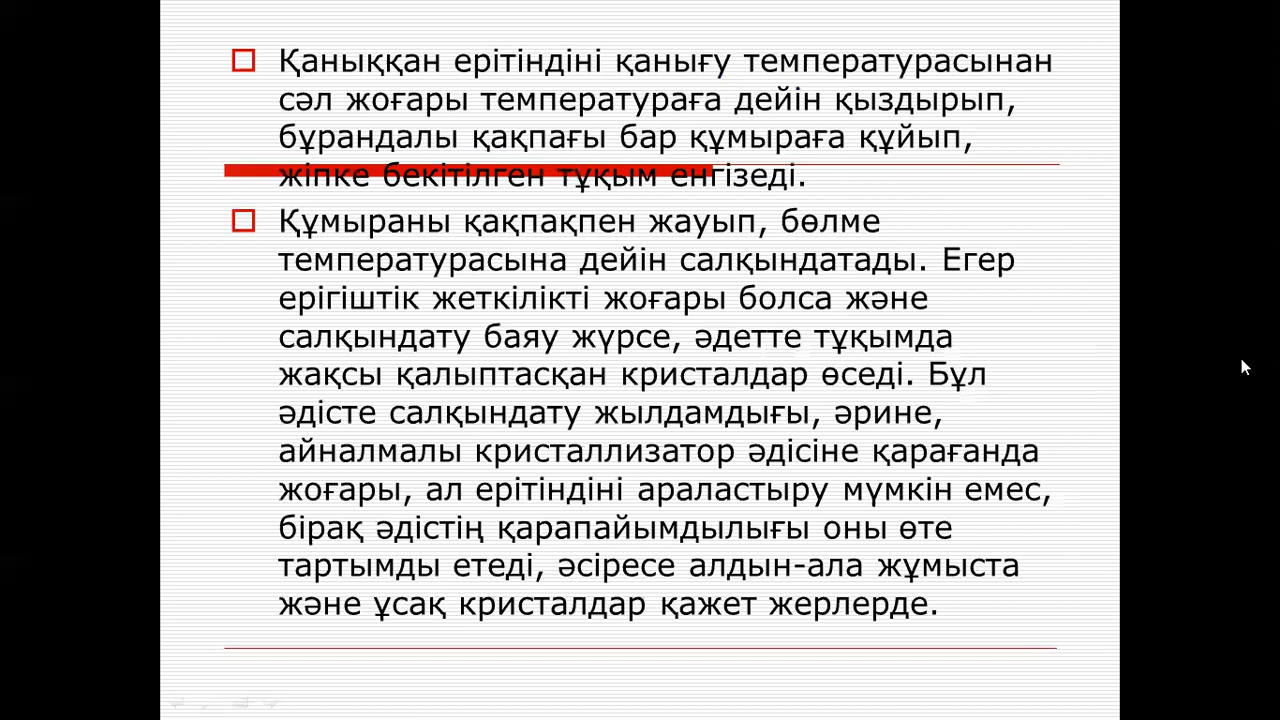 Қаныққан ерітіндіні қанығу температурасынан
сәл жоғары температураға дейін қыздырып,
бұрандалы қақпағы бар құмыраға құйып,
жіпке бекітілген тұқым енгізеді.
Құмыраны қақпақпен жауып, бөлме
температурасына дейін салқындатады. Егер
ерігіштік жеткілікті жоғары болса және
салқындату баяу жүрсе, әдетте тұқымда
жақсы қалыптасқан кристалдар өседі. Бұл
әдісте салқындату жылдамдығы, әрине,
айналмалы кристаллизатор әдісіне қарағанда
жоғары, ал ерітіндіні араластыру мүмкін емес,
бірақ әдістің қарапайымдылығы оны өте
тартымды етеді, әсіресе алдын-ала жұмыста
және ұсақ кристалдар қажет жерлерде.